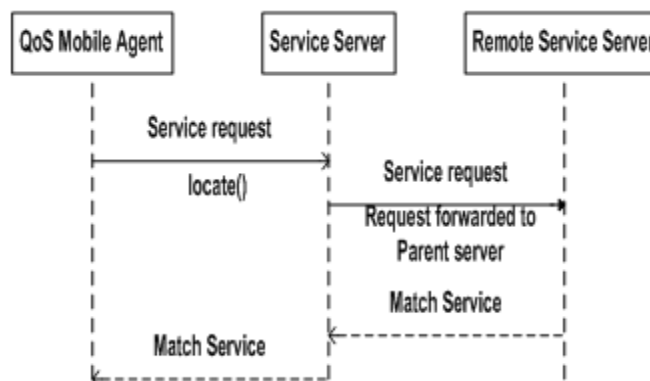 QoS Mobile Agent
Service Server
Remote Service Server
Service request
locate()
Service request
Request forwarded to
Parent server
Match Service
Match Service